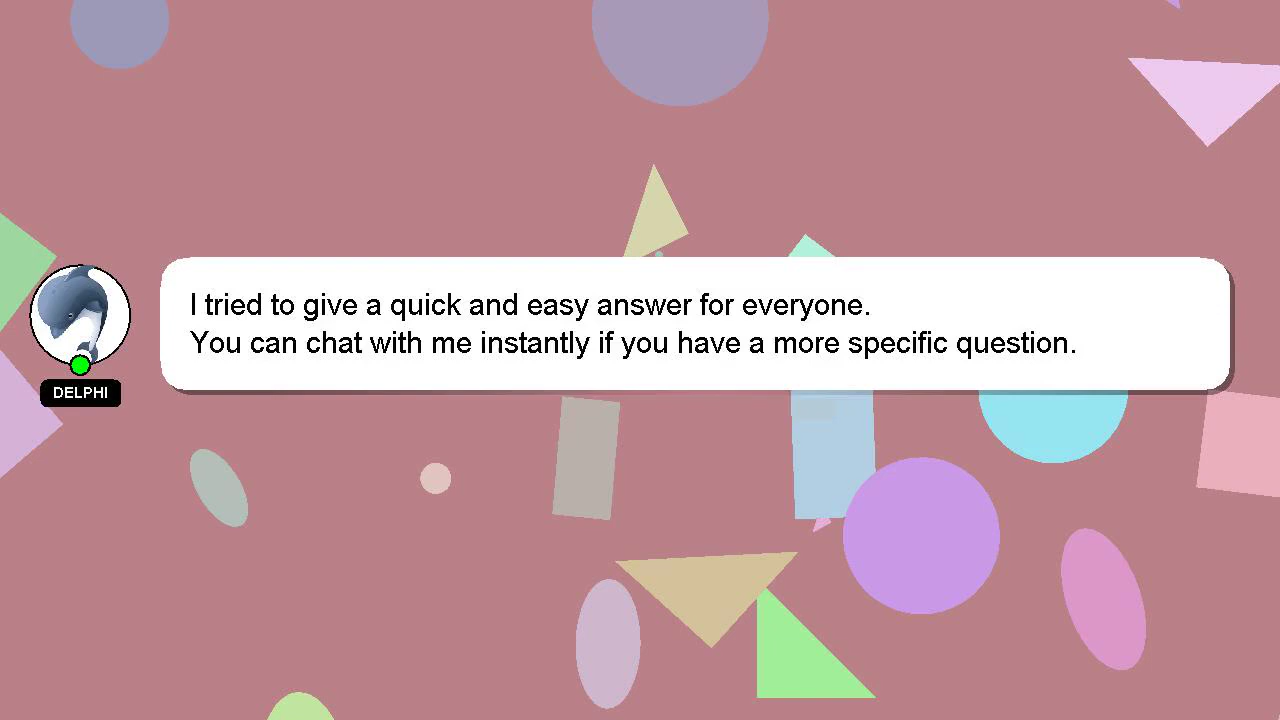 I tried to give a quick and easy answer for everyone.
You can chat with me instantly if you have a more specific question.
DELPHI